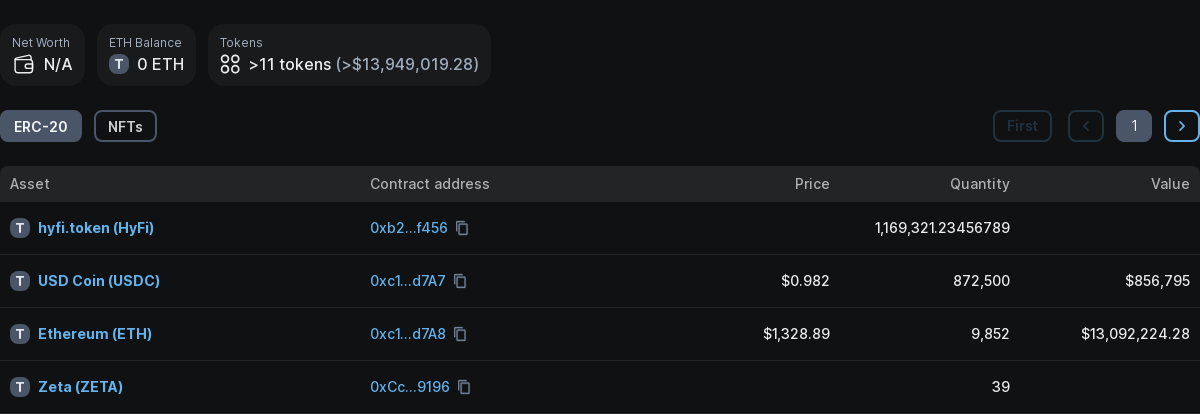 Net Worth
N/A
ETH Balance
T 0 ETH
Tokens
>11 tokens (>$13,949,019.28)
ERC-20 NFTs First 1
Asset Contract address Price Quantity Value
T hyfi.token (HyFi) 0xb2...f456 1,169,321.23456789
T USD Coin (USDC) 0xc1...d7A7 $0.982 872,500 $856,795
T Ethereum (ETH) 0xc1...d7A8 $1,328.89 9,852 $13,092,224.28
T Zeta (ZETA) 0xCc...9196 39